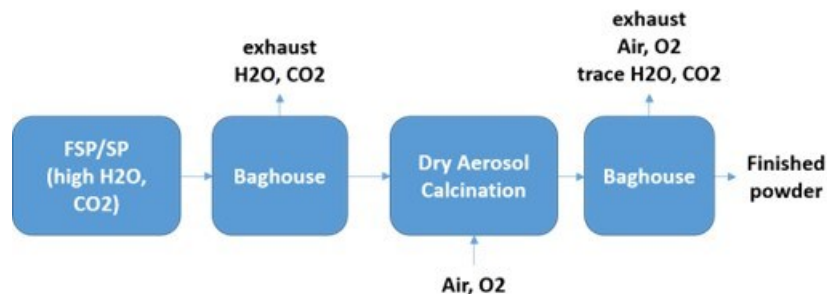 exhaust
H2O, CO2
exhaust
Air, O2
trace H2O, CO2
FSP/SP
(high H2O,
CO2)
Baghouse
Dry Aerosol
Calcination
Baghouse
Finished
powder
Air, O2